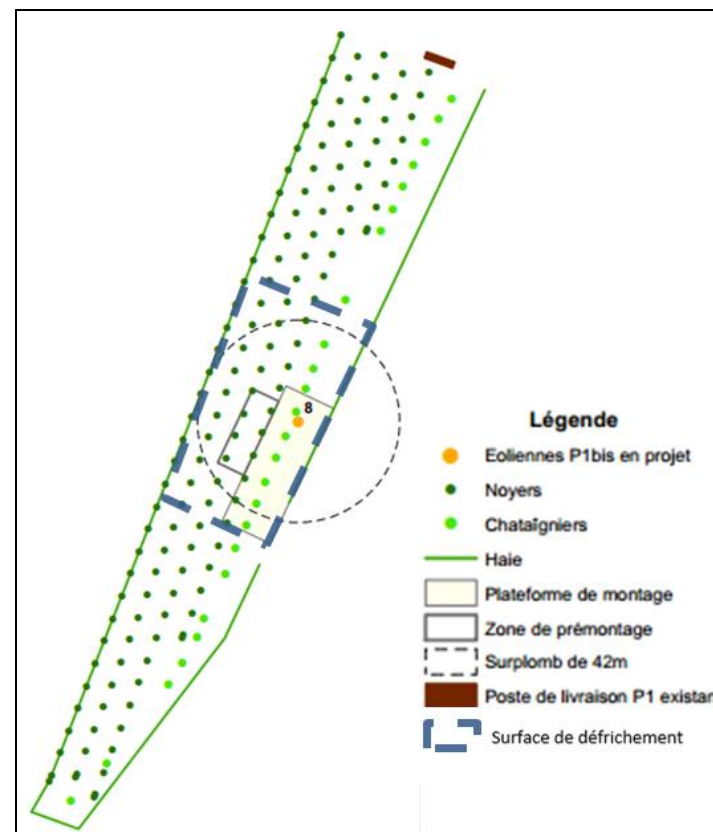 8
Légende
Eoliennes P1bis en projet
Noyers
Chataîgniers
Haie
Plateforme de montage
Zone de prémontage
Surplomb de 42m
Poste de livraison P1 existan
Surface de défrichement